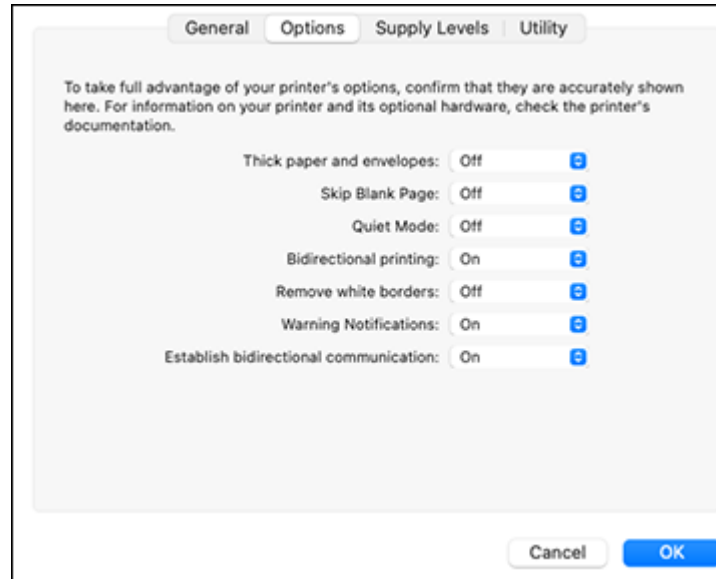 General Options Supply Levels Utility
To take full advantage of your printer's options, confirm that they are accurately shown
here. For information on your printer and its optional hardware, check the printer's
documentation.
Thick paper and envelopes: Off
Skip Blank Page: Off
Quiet Mode: Off
Bidirectional printing: On
Remove white borders: Off
Warning Notifications: On
Establish bidirectional communication: On
Cancel OK